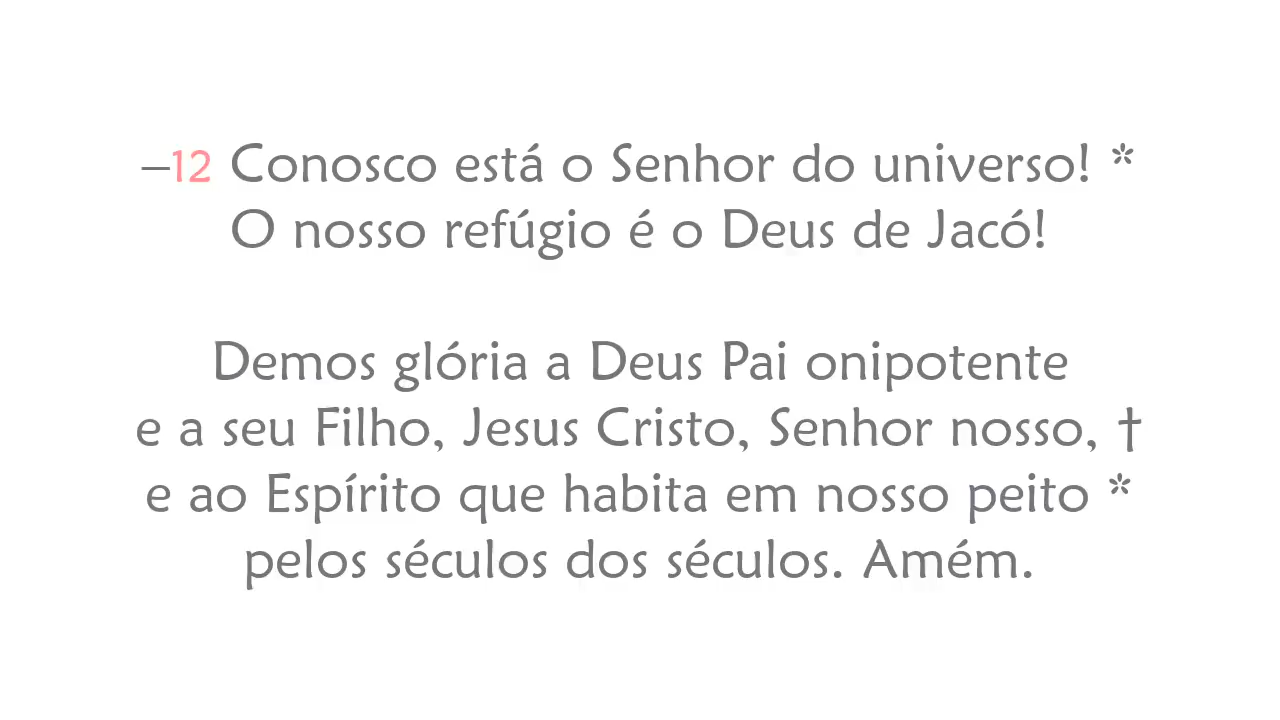 –12 Conosco está o Senhor do universo! *
O nosso refúgio é o Deus de Jacó!
Demos glória a Deus Pai onipotente
e a seu Filho, Jesus Cristo, Senhor nosso, †
e ao Espírito que habita em nosso peito *
pelos séculos dos séculos. Amém.